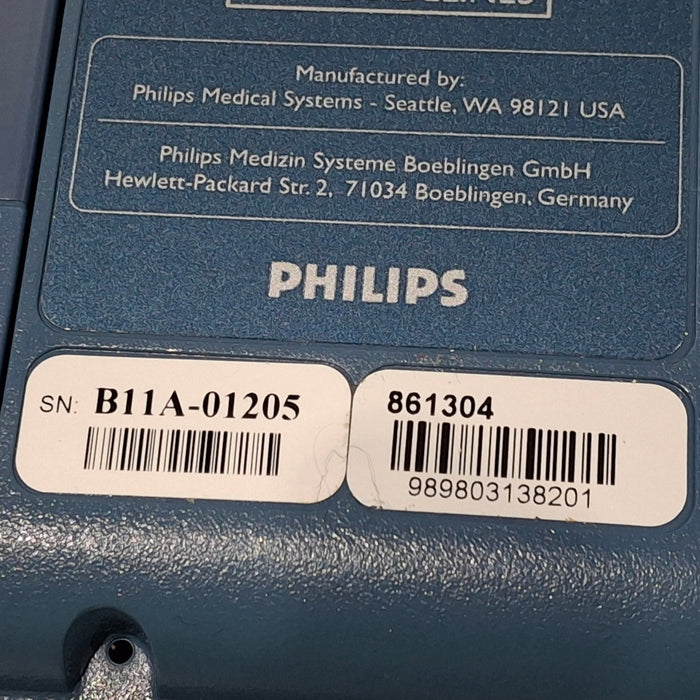 Manufactured by:
Philips Medical Systems - Seattle, WA 98121 USA
Philips Medizin Systeme Boeblingen GmbH
Hewlett-Packard Str. 2, 71034 Boeblingen, Germany
PHILIPS
SN: B11A-01205
861304
989803138201